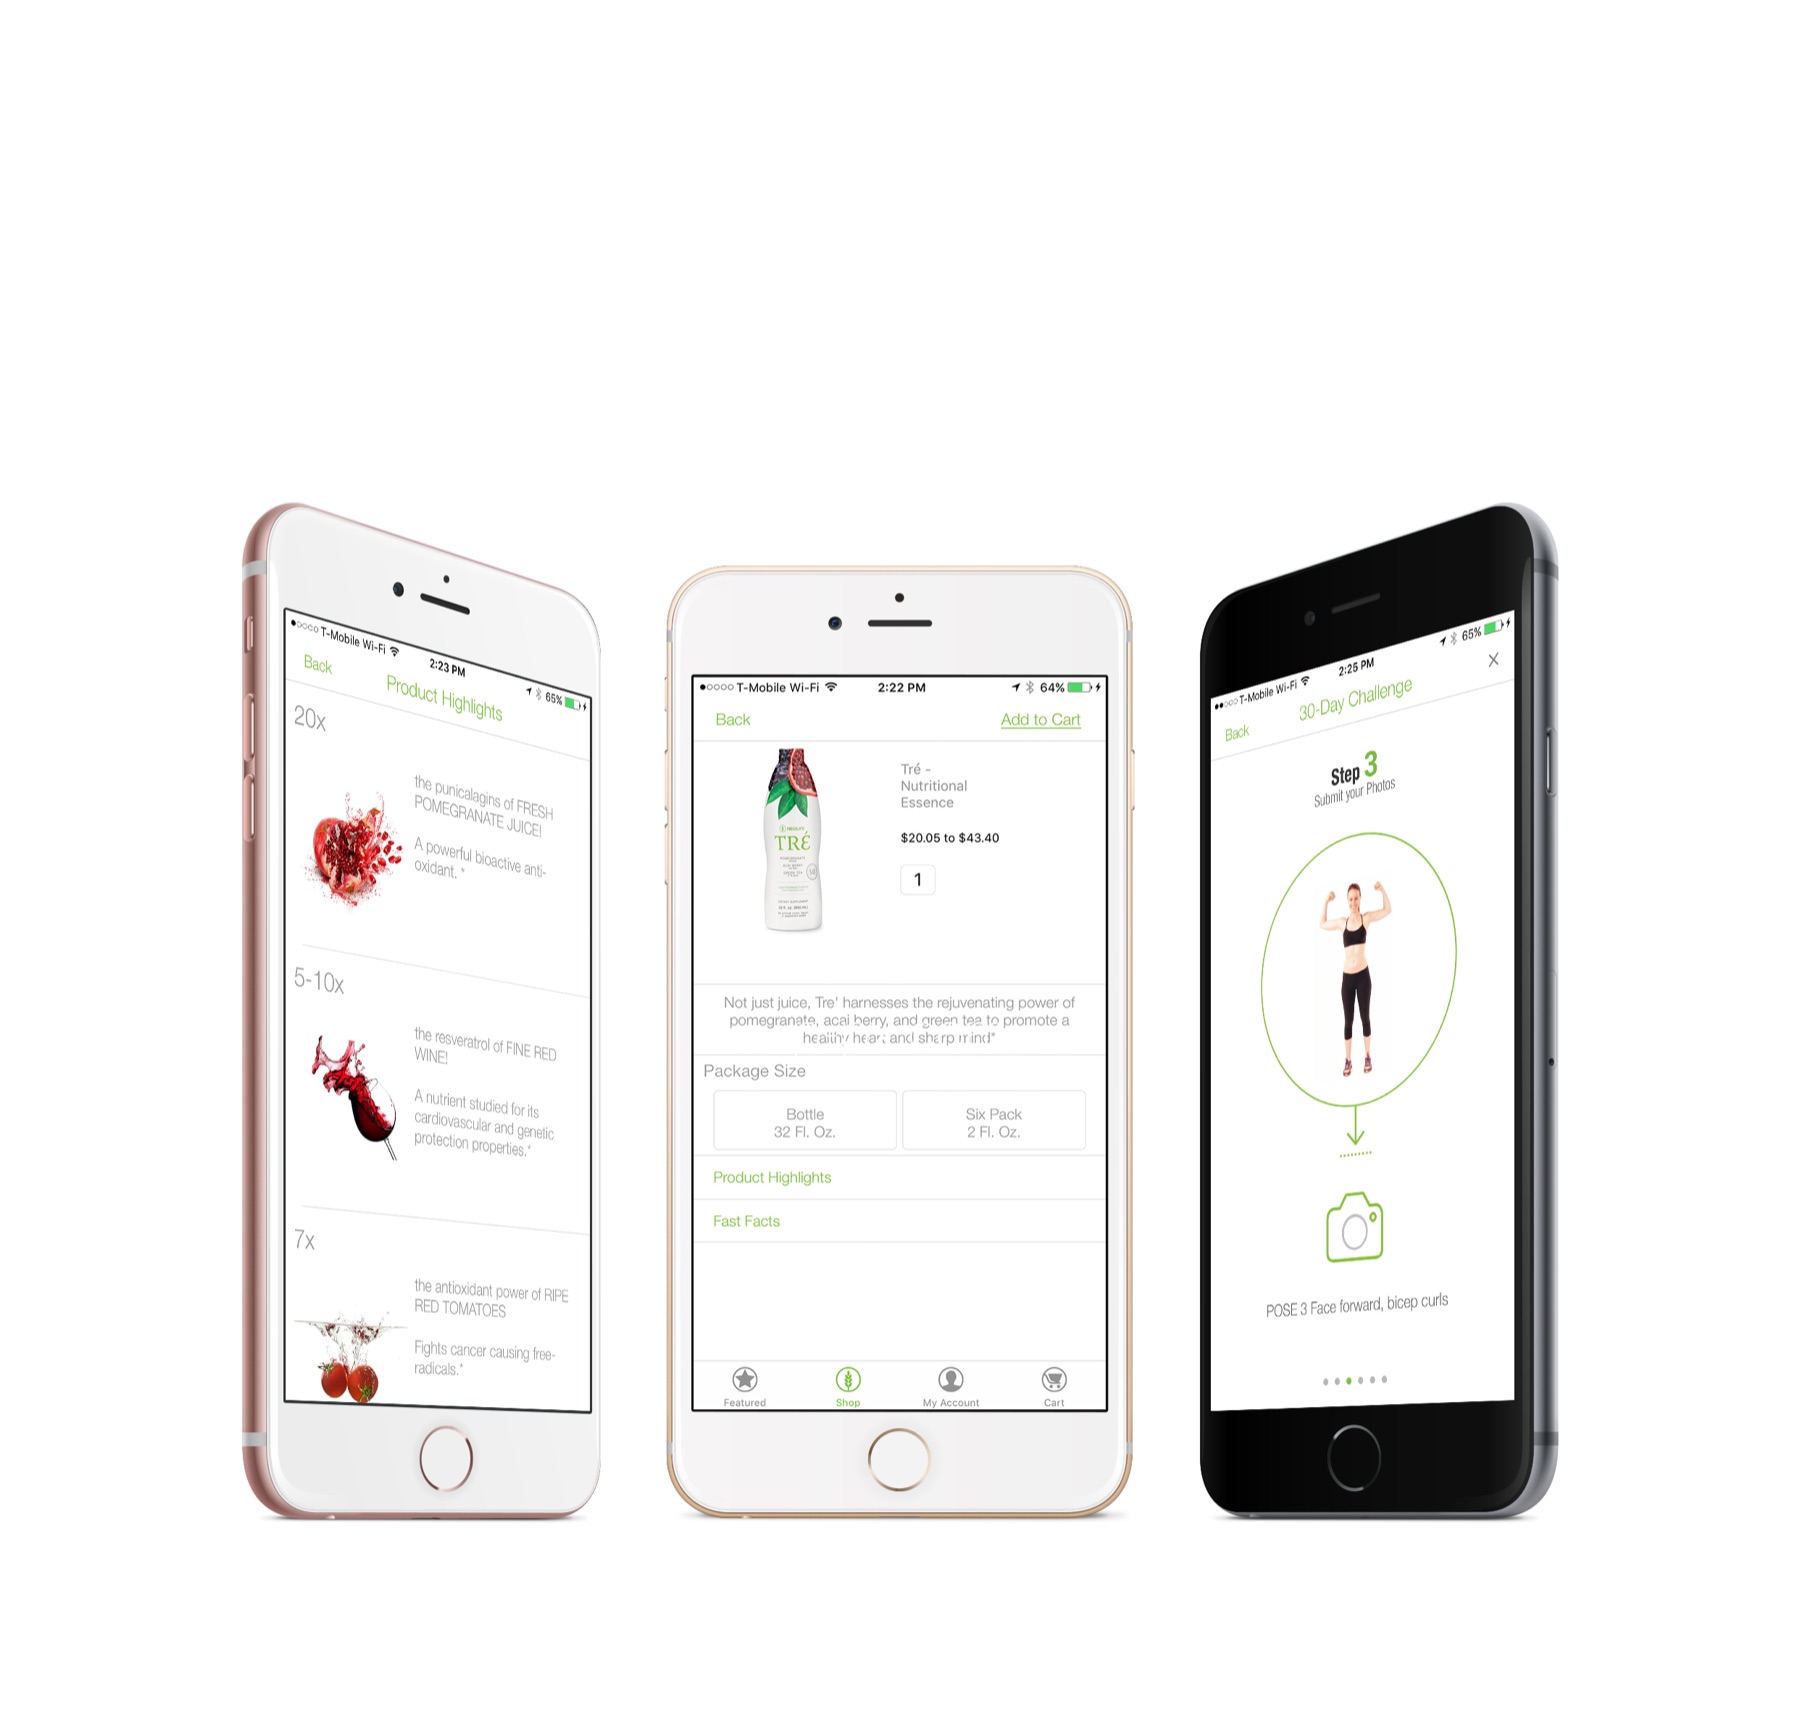 T-Mobile Wi-Fi
2:23 PM
65%
Back
Product Highlights
20x
the punicalagins of FRESH
POMEGRANATE JUICE!
A powerful bioactive anti-
oxidant. *
5-10x
the resveratrol of FINE RED
WINE!
A nutrient studied for its
cardiovascular and genetic
protection properties.*
7x
the antioxidant power of RIPE
RED TOMATOES
Fights cancer causing free-
radicals.*
T-Mobile Wi-Fi
2:22 PM
64%
Back
Add to Cart
TRÉ
Tré -
Nutritional
Essence
$20.05 to $43.40
1
Not just juice, Tre' harnesses the rejuvenating power of
pomegranate, acai berry, and green tea to promote a
healthy heart and sharp mind*
Package Size
Bottle
32 Fl. Oz.
Six Pack
2 Fl. Oz.
Product Highlights
Fast Facts
Featured
Shop
My Account
Cart
T-Mobile Wi-Fi
2:25 PM
65%
Back
30-Day Challenge
Step 3
Submit your Photos
POSE 3 Face forward, bicep curls